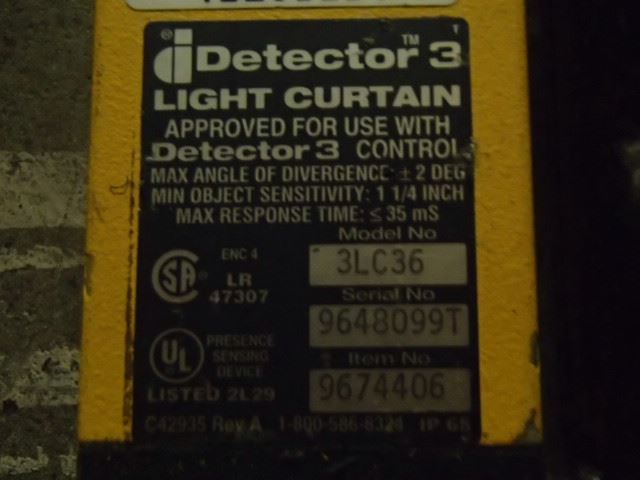 ® d Detector™ 3 T
LIGHT CURTAIN
APPROVED FOR USE WITH
Detector 3 CONTROL
MAX ANGLE OF DIVERGENCE: ± 2 DEG
MIN OBJECT SENSITIVITY: 1 1/4 INCH
MAX RESPONSE TIME: ≤ 35 mS
Model No
3LC36
ENC 4
SA
LR
47307
Serial No
9648099T
UL
PRESENCE
SENSING
DEVICE
Item No
9674406
LISTED 2L29
C42935 Rev A 1-800-586-8324 IP 65